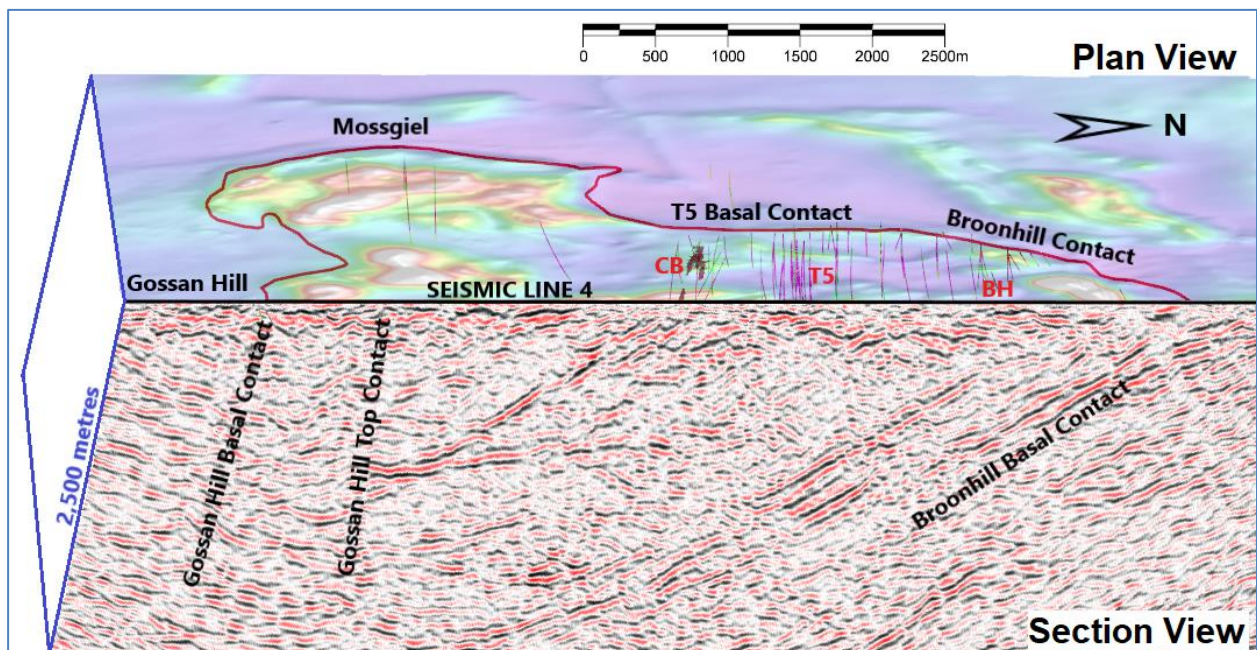 0 500 1000 1500 2000 2500m
Plan View
Mossgiel
N
T5 Basal Contact
Broonhill Contact
CB
T5
BH
Gossan Hill
SEISMIC LINE 4
2,500 metres
Gossan Hill Basal Contact
Gossan Hill Top Contact
Broonhill Basal Contact
Section View